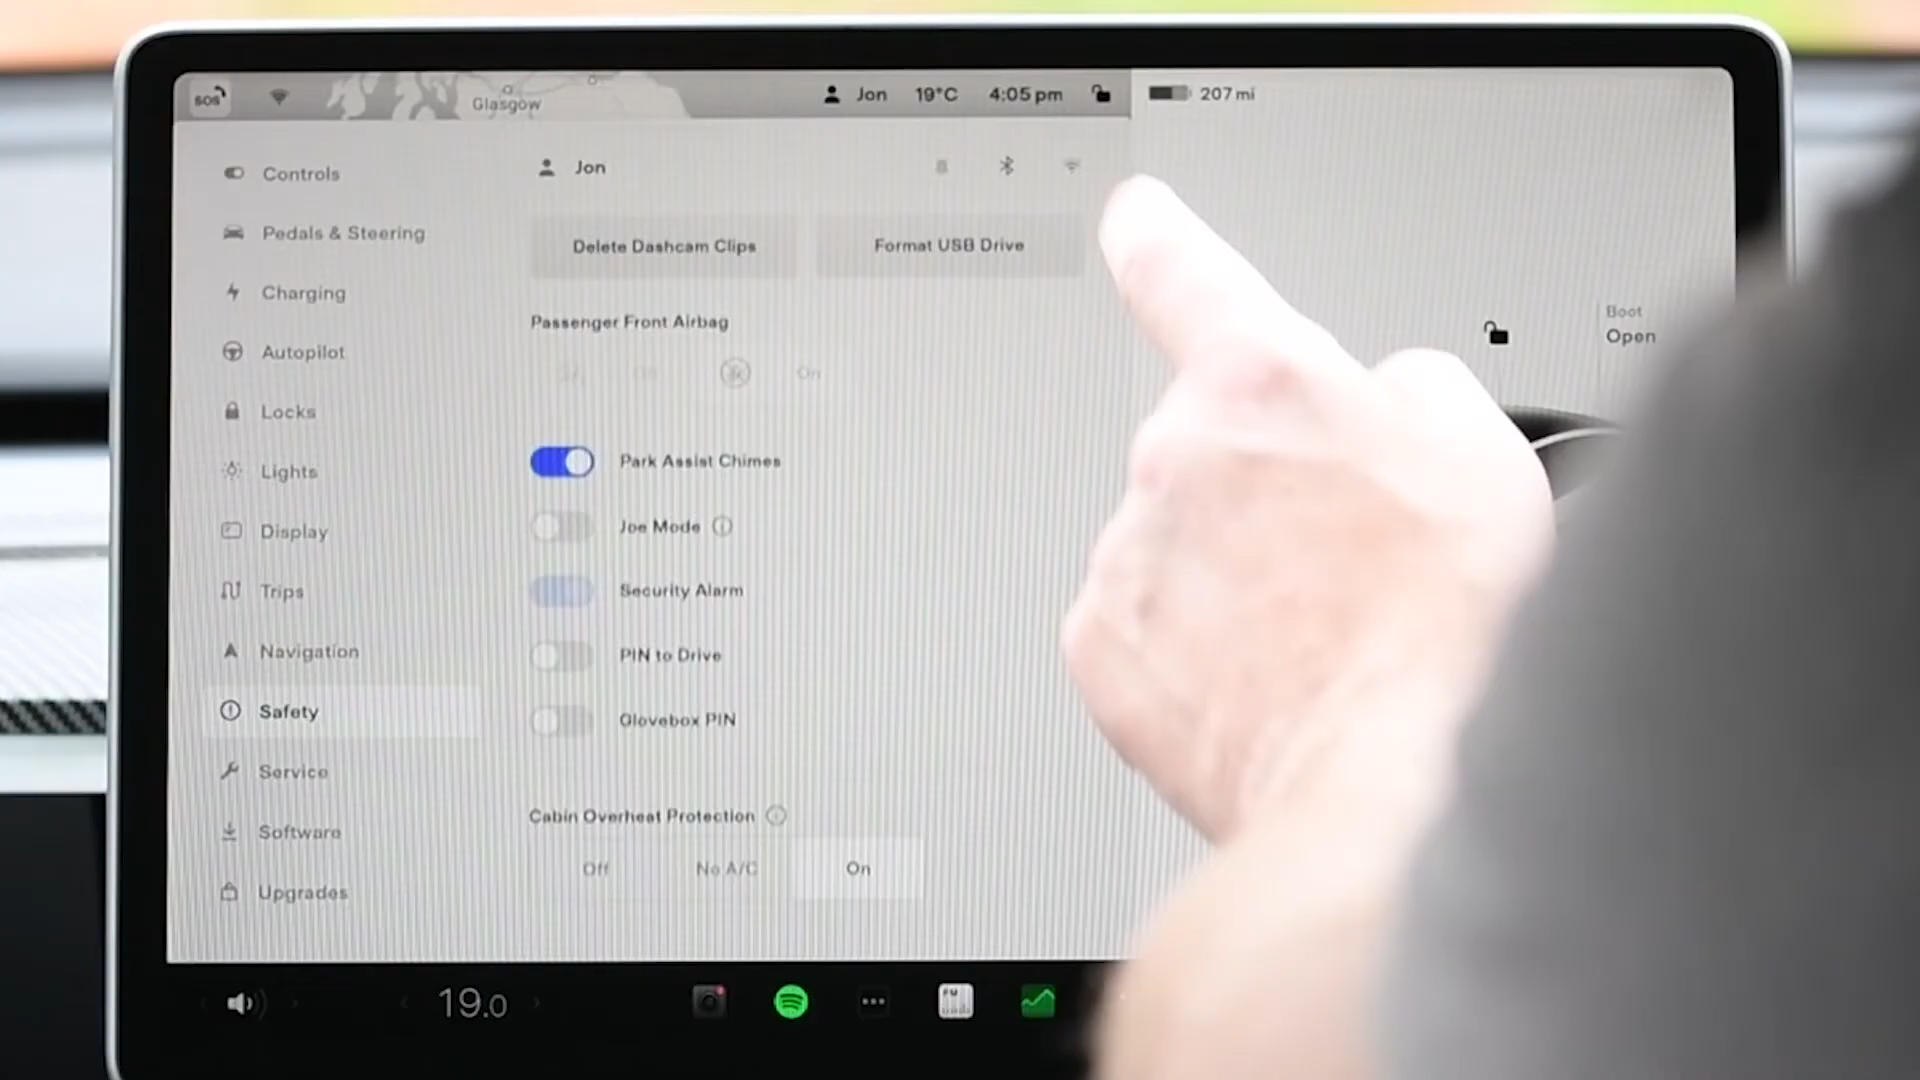 SOS
Glasgow
Jon 19°C 4:05 pm
207 mi
Controls
Pedals & Steering
Charging
Autopilot
Locks
Lights
Display
Trips
Navigation
Safety
Service
Software
Upgrades
Jon
Delete Dashcam Clips
Format USB Drive
Passenger Front Airbag
Off
On
Park Assist Chimes
Joe Mode
Security Alarm
PIN to Drive
Glovebox PIN
Cabin Overheat Protection
Off
No A/C
On
Boot
Open
19.0